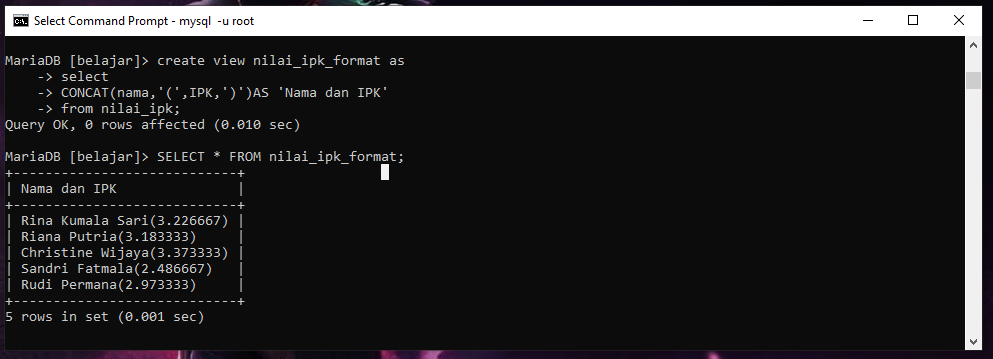 Select Command Prompt - mysql  -u root
MariaDB [belajar]> create view nilai_ipk_format as
    -> select
    -> CONCAT(nama,'(',IPK,')')AS 'Nama dan IPK'
    -> from nilai_ipk;
Query OK, 0 rows affected (0.010 sec)
MariaDB [belajar]> SELECT * FROM nilai_ipk_format;
+----------------------------+
| Nama dan IPK               |
+----------------------------+
| Rina Kumala Sari(3.226667) |
| Riana Putria(3.183333)     |
| Christine Wijaya(3.373333) |
| Sandri Fatmala(2.486667)   |
| Rudi Permana(2.973333)     |
+----------------------------+
5 rows in set (0.001 sec)